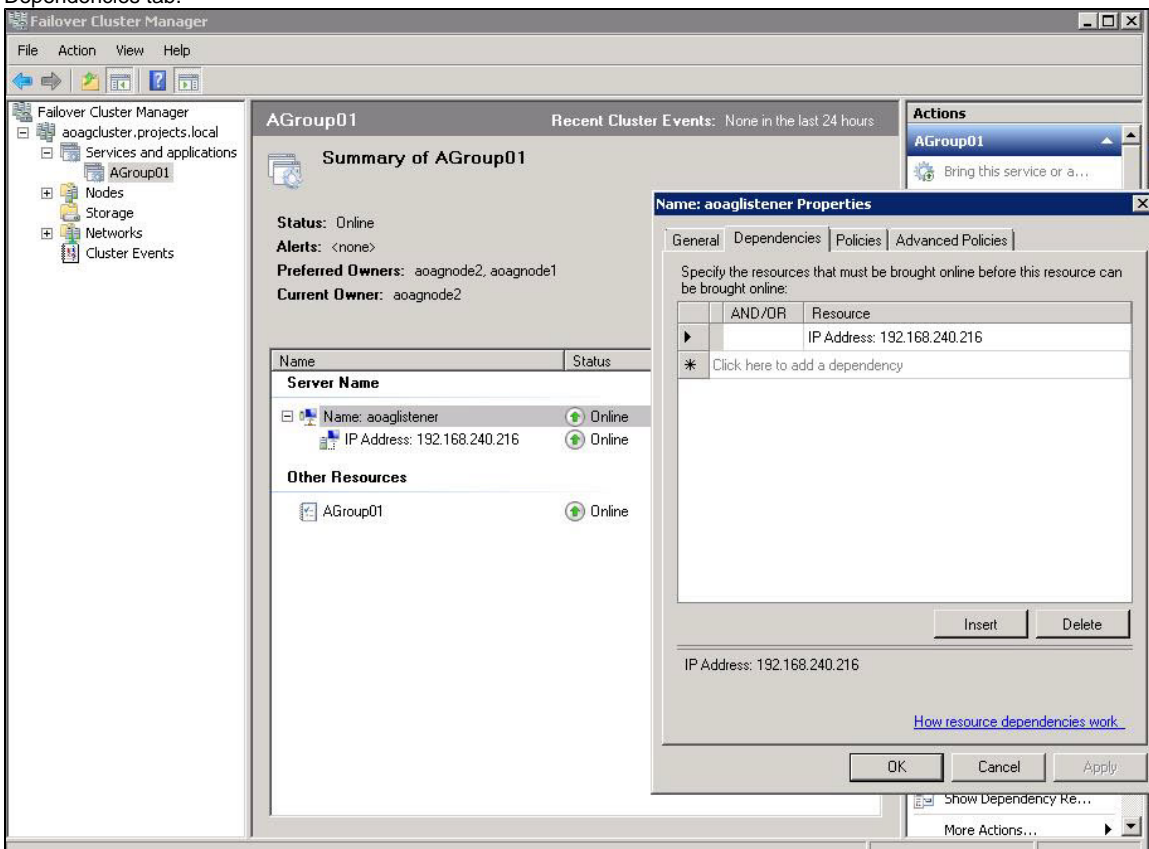 Dependencies tab.
Failover Cluster Manager
File Action View Help
Failover Cluster Manager
aoagcluster.projects.local
Services and applications
AGroup01
Nodes
Storage
Networks
Cluster Events
AGroup01 Recent Cluster Events: None in the last 24 hours
Summary of AGroup01
Status: Online
Alerts: <none>
Preferred Owners: aoagnode2, aoagnode1
Current Owner: aoagnode2
Name Status
Server Name
Name: aoaglistener Online
IP Address: 192.168.240.216 Online
Other Resources
AGroup01 Online
Actions
AGroup01
Bring this service or a...
Name: aoaglistener Properties
General Dependencies Policies Advanced Policies
Specify the resources that must be brought online before this resource can
be brought online:
AND/OR Resource
IP Address: 192.168.240.216
Click here to add a dependency
Insert Delete
IP Address: 192.168.240.216
How resource dependencies work
OK Cancel Apply
Show Dependency Re...
More Actions...